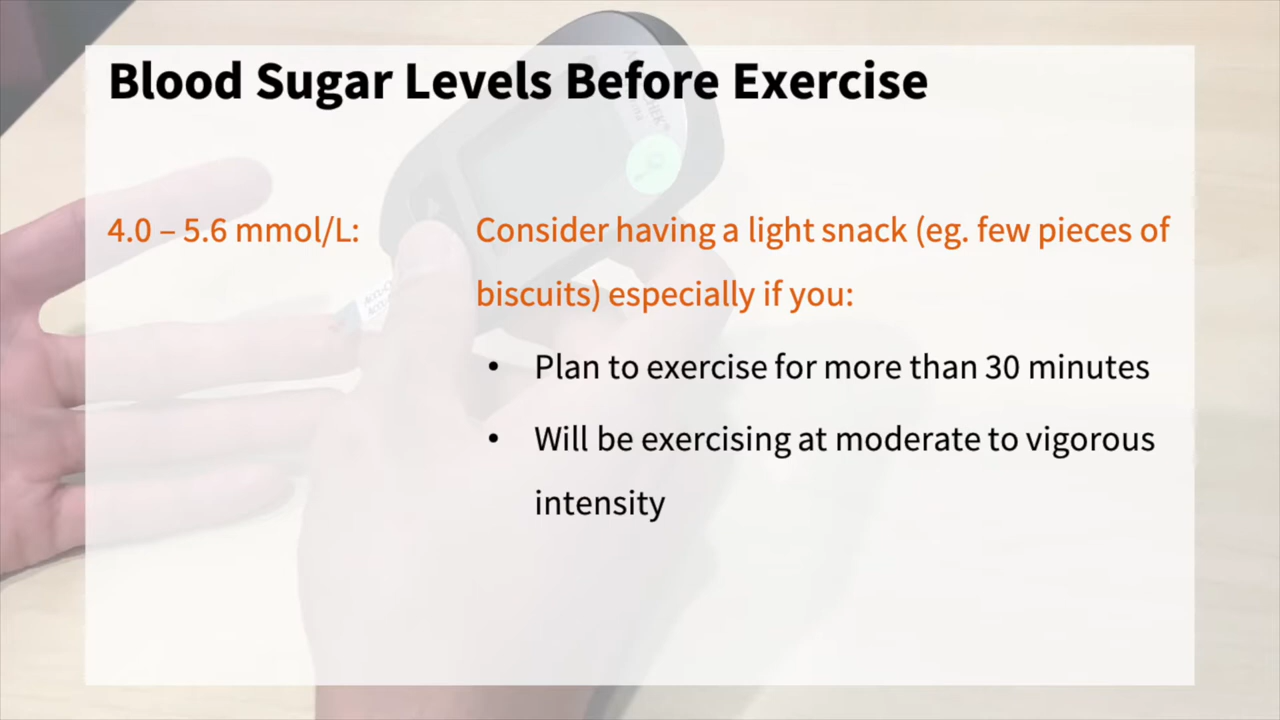 Blood Sugar Levels Before Exercise
4.0 – 5.6 mmol/L:
Consider having a light snack (eg. few pieces of
biscuits) especially if you:
• Plan to exercise for more than 30 minutes
• Will be exercising at moderate to vigorous
intensity